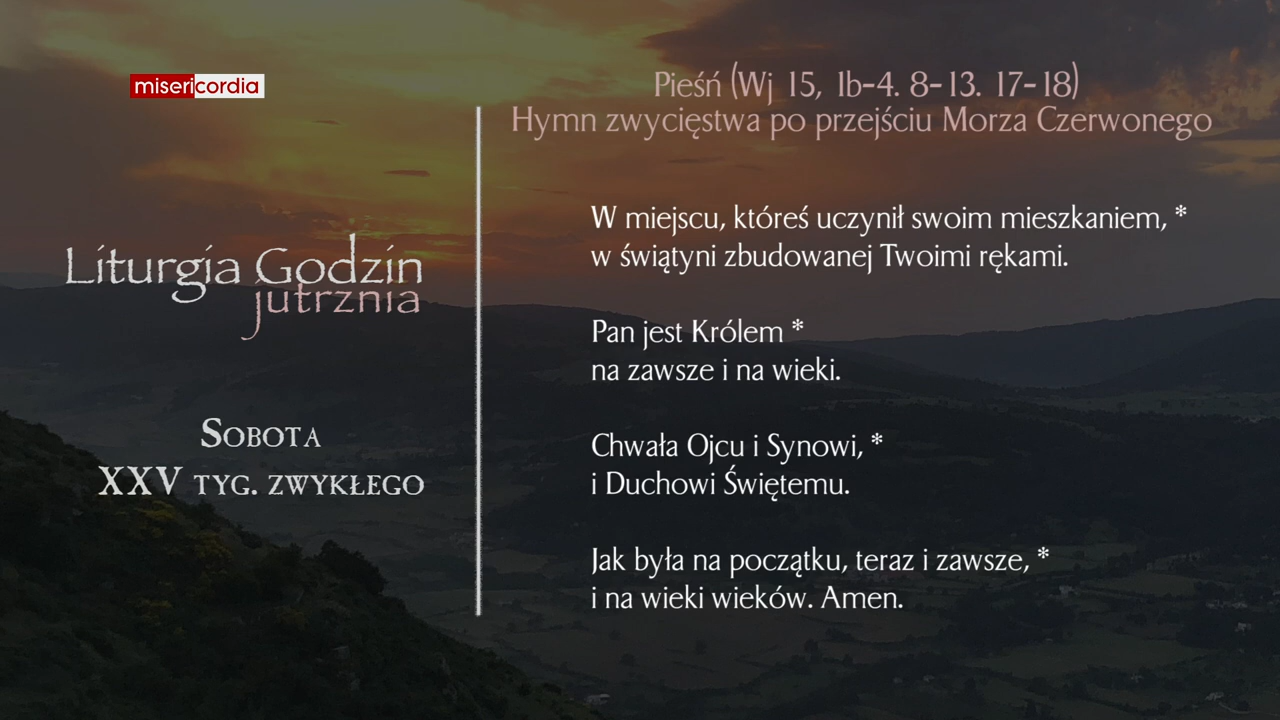 misericordia
Liturgia Godzin
jutrznia
Sobota
XXV tyg. zwykłego
Pieśń (Wj 15, 1b-4. 8-13. 17-18)
Hymn zwycięstwa po przejściu Morza Czerwonego
W miejscu, któreś uczynił swoim mieszkaniem, *
w świątyni zbudowanej Twoimi rękami.
Pan jest Królem *
na zawsze i na wieki.
Chwała Ojcu i Synowi, *
i Duchowi Świętemu.
Jak była na początku, teraz i zawsze, *
i na wieki wieków. Amen.